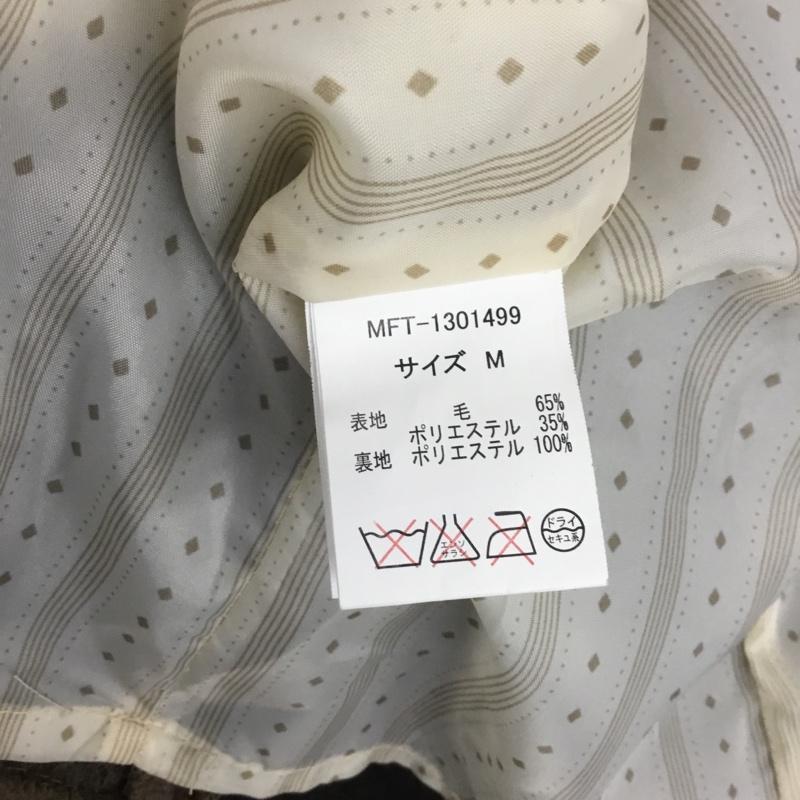 MFT-1301499
サイズ M
表地 毛 65%
ポリエステル 35%
裏地 ポリエステル 100%
エンソ
サラシ
ドライ
セキユ系